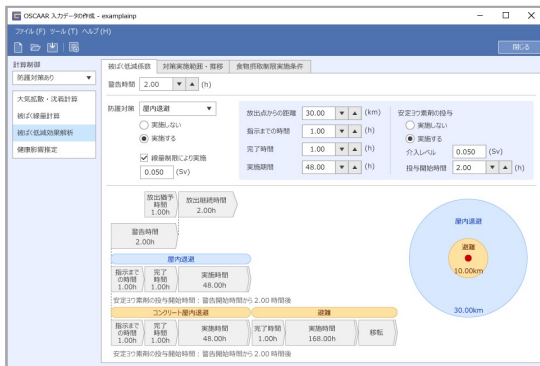 OSCAAR 入力データの作成 - exampleinp
ファイル (F) ツール (T) ヘルプ (H)
閉じる
計算制御
防護対策あり
大気拡散・沈着計算
被ばく線量計算
被ばく低減効果解析
健康影響推定
被ばく低減係数 対策実施範囲・推移 食物摂取制限実施条件
警告時間 2.00 (h)
防護対策 屋内退避
実施しない
実施する
線量制限により実施
0.050 (Sv)
放出点からの距離 30.00 (km)
指示までの時間 1.00 (h)
完了時間 1.00 (h)
実施期間 48.00 (h)
安定ヨウ素剤の投与
実施しない
実施する
介入レベル 0.050 (Sv)
投与開始時間 2.00 (h)
放出猶予時間 1.00h
放出継続時間 2.00h
警告時間 2.00h
屋内退避
指示までの時間 1.00h
完了時間 1.00h
実施時間 48.00h
安定ヨウ素剤の投与開始時間：警告開始時間から 2.00 時間後
コンクリート屋内退避 避難
指示までの時間 1.00h
完了時間 1.00h
実施時間 48.00h
完了時間 1.00h
実施時間 168.00h
移転
安定ヨウ素剤の投与開始時間：警告開始時間から 2.00 時間後
屋内退避
避難
10.00km
30.00km